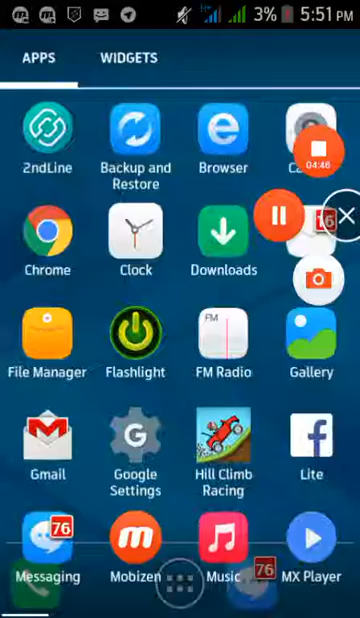 3% 5:51 PM
APPS WIDGETS
2ndLine Backup and Restore Browser Ca
04:46
16
Chrome Clock Downloads
FM
File Manager Flashlight FM Radio Gallery
G f
Gmail Google Settings Hill Climb Racing Lite
76
Messaging Mobizen Music MX Player
76